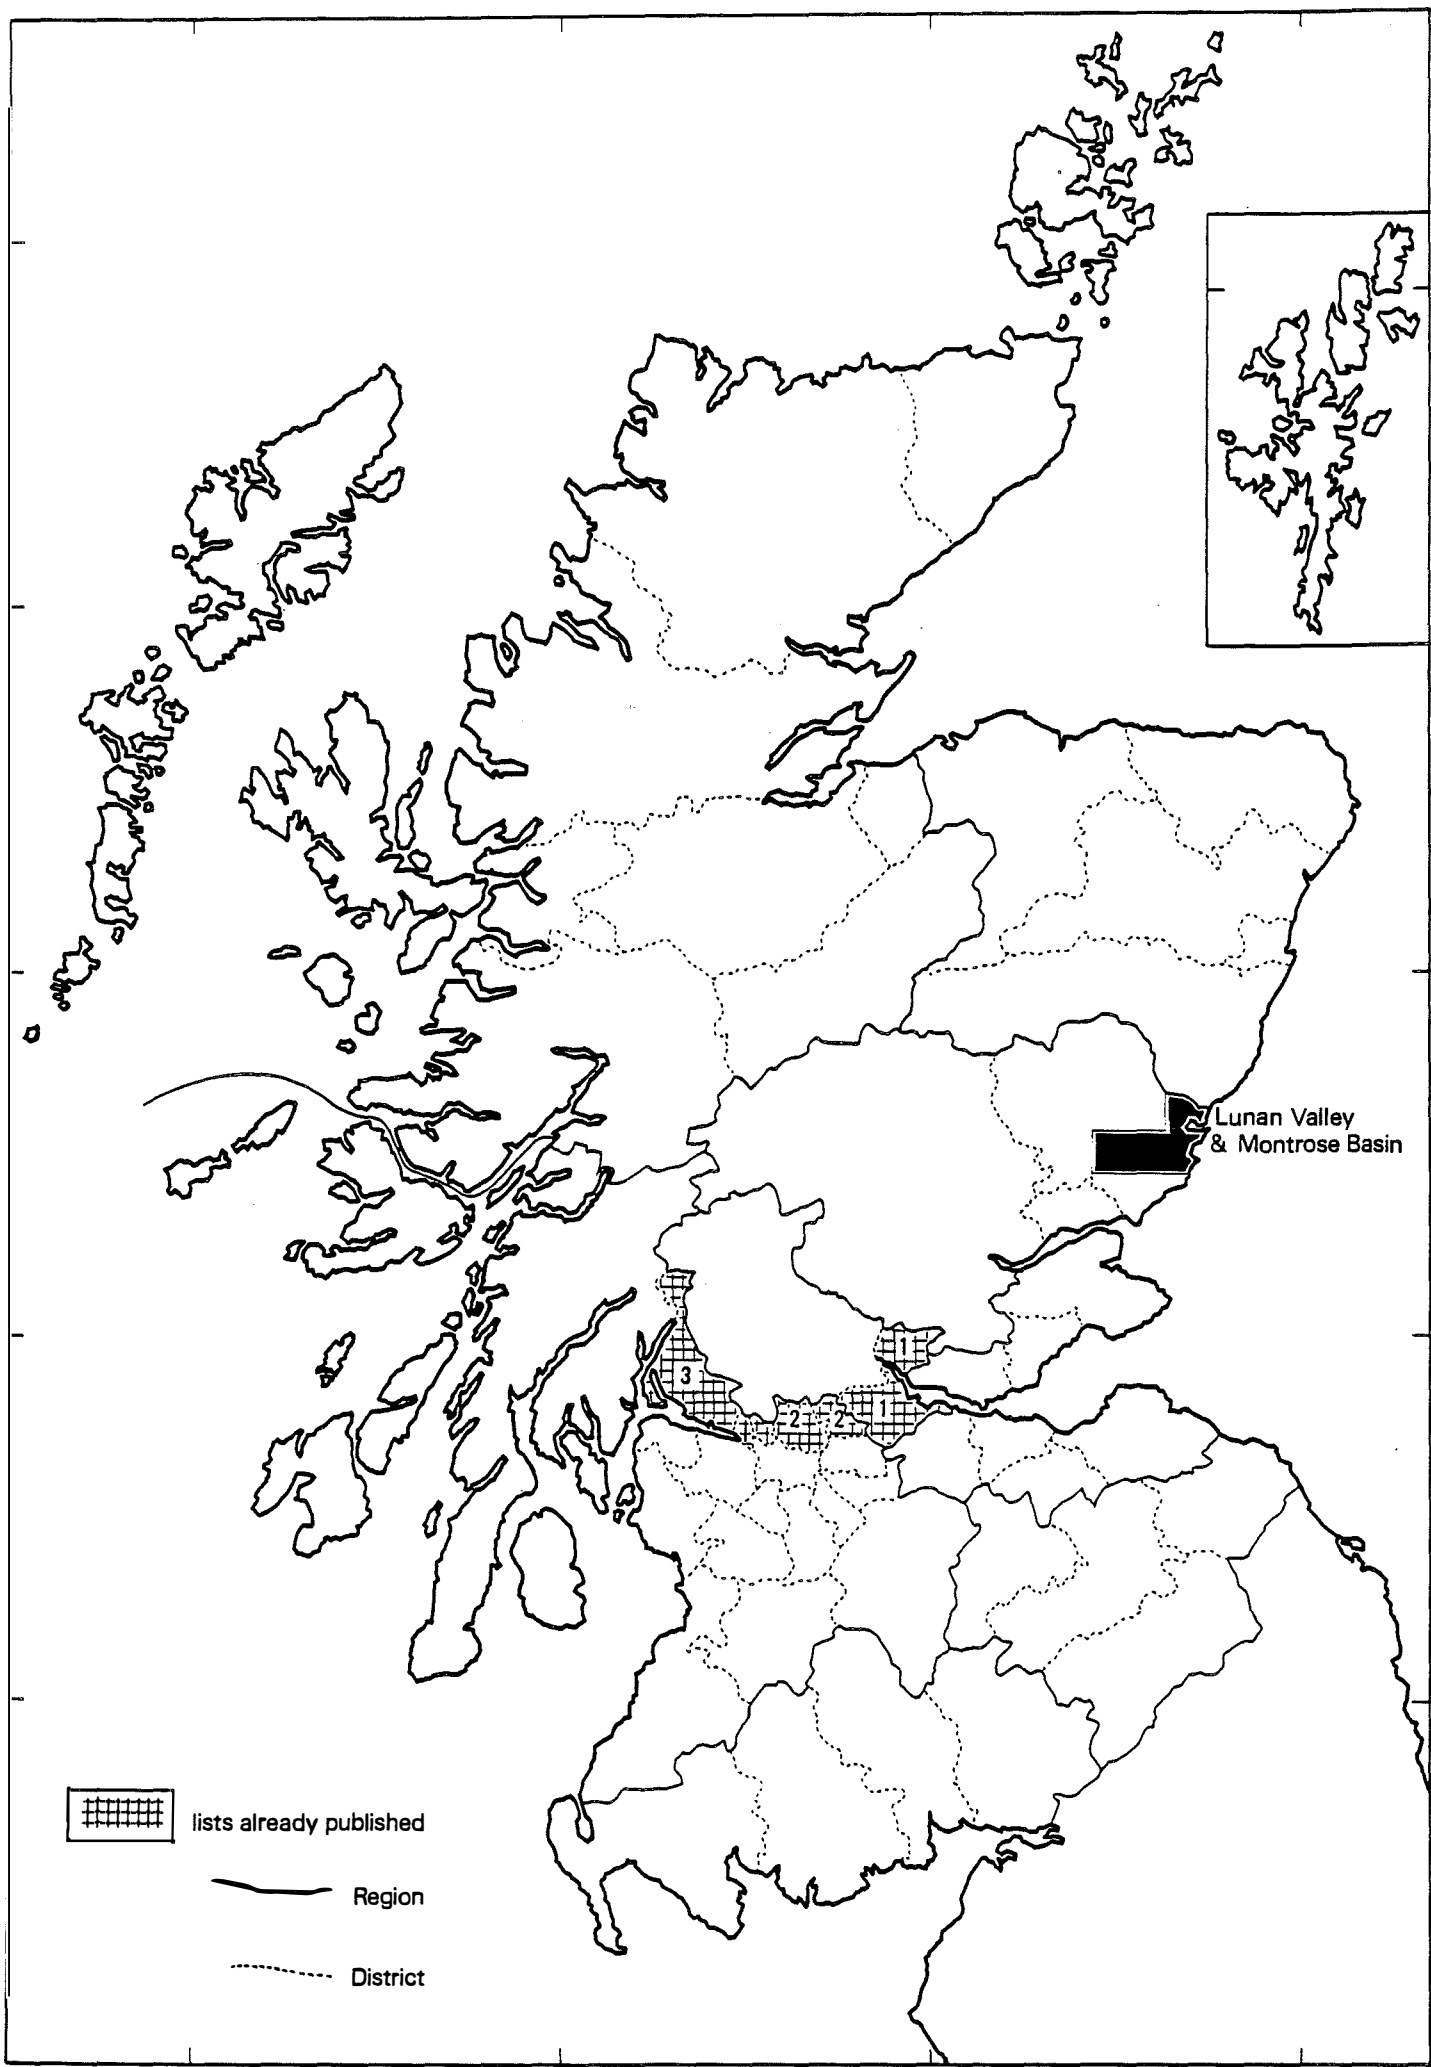 Lunan Valley
& Montrose Basin
1
3
2
2
1
lists already published
Region
District